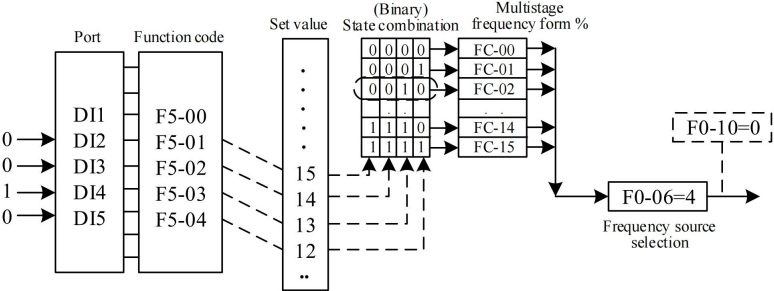 Port
Function code
Set value
(Binary)
State combination
Multistage
frequency form %
DI1
DI2
DI3
DI4
DI5
0
0
1
0
F5-00
F5-01
F5-02
F5-03
F5-04
15
14
13
12
0 0 0 0
0 0 0 1
0 0 1 0
1 1 1 0
1 1 1 1
FC-00
FC-01
FC-02
. . .
FC-14
FC-15
F0-10=0
F0-06=4
Frequency source
selection